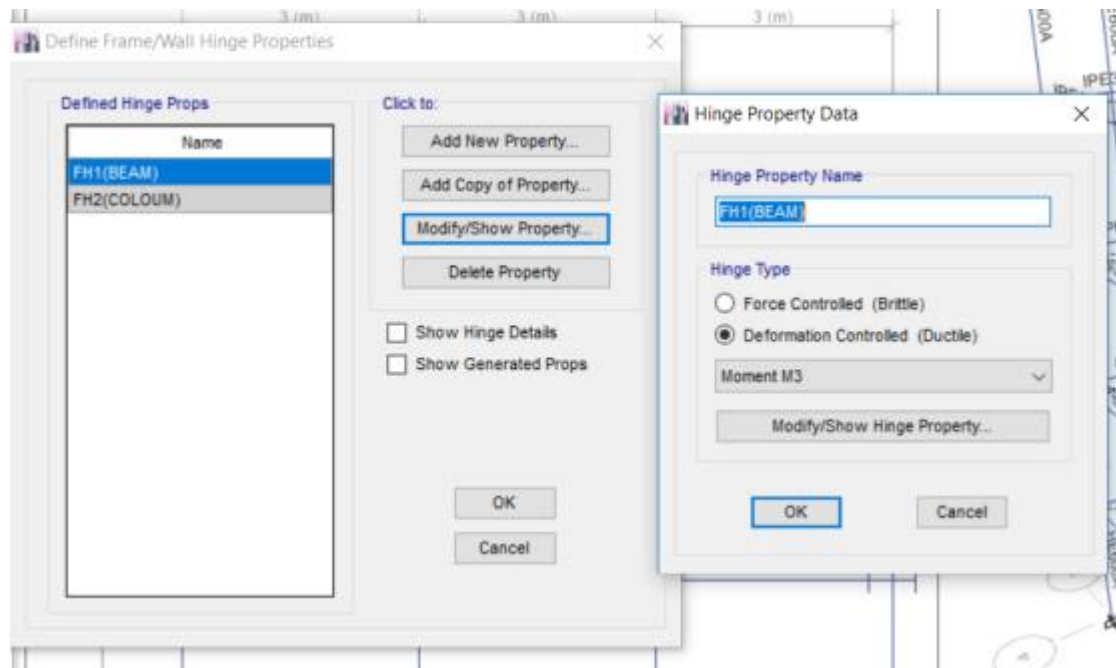 3 (m)
3 (m)
3 (m)
Define Frame/Wall Hinge Properties
Defined Hinge Props
Name
FH1(BEAM)
FH2(COLOUM)
Click to:
Add New Property...
Add Copy of Property...
Modify/Show Property...
Delete Property
Show Hinge Details
Show Generated Props
OK
Cancel
Hinge Property Data
Hinge Property Name
FH1(BEAM)
Hinge Type
Force Controlled (Brittle)
Deformation Controlled (Ductile)
Moment M3
Modify/Show Hinge Property...
OK
Cancel